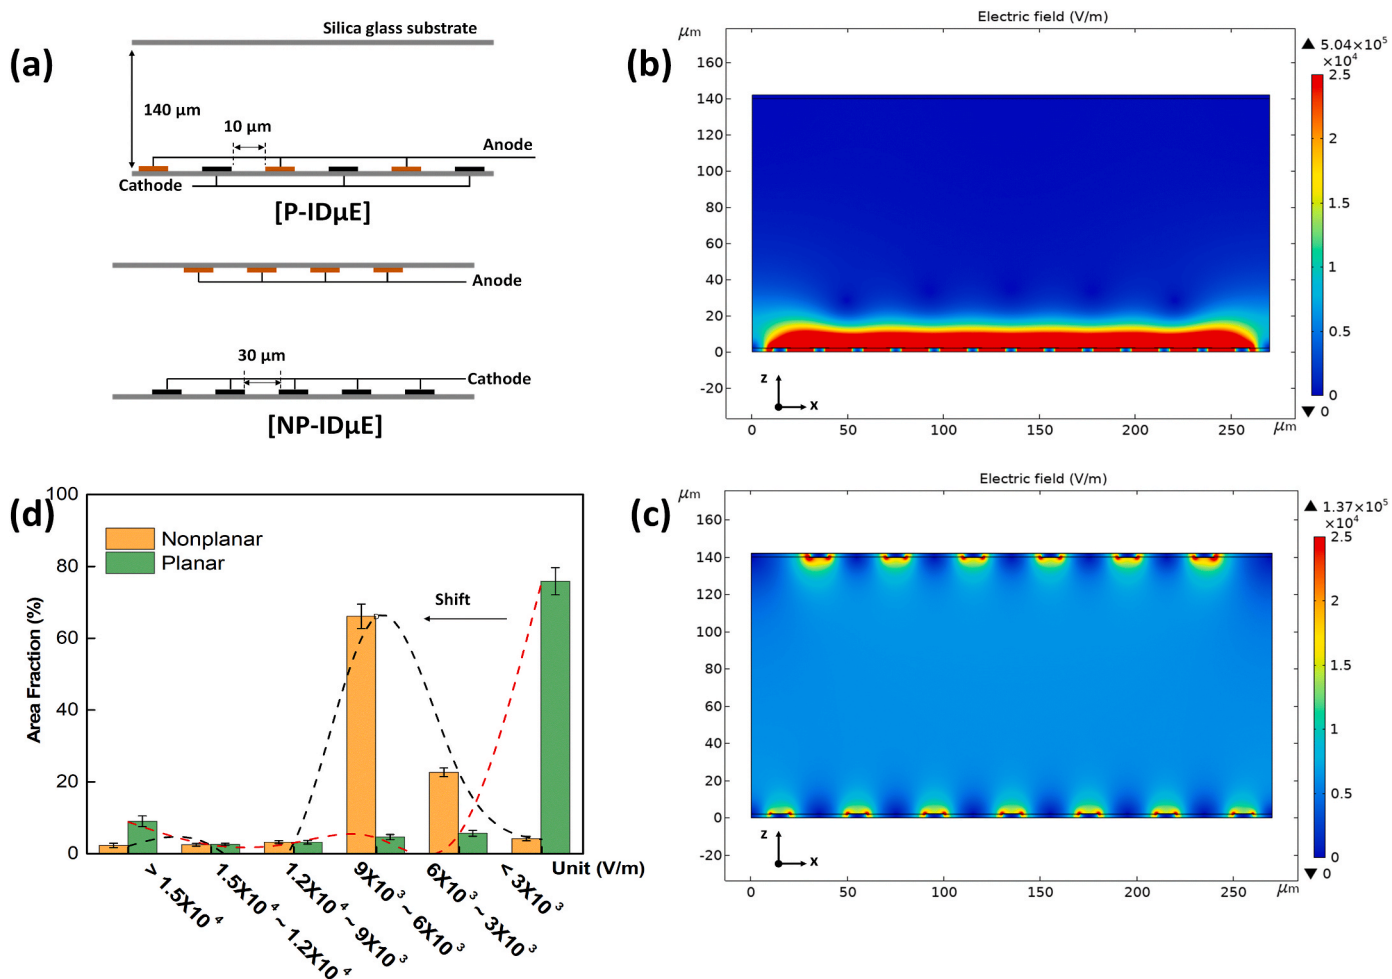 (a)
Silica glass substrate
140 μm
10 μm
Anode
Cathode
[P-IDμE]
Anode
30 μm
Cathode
[NP-IDμE]
(b)
Electric field (V/m)
μm
160
140
120
100
80
60
40
20
0
-20
z
x
0 50 100 150 200 250 μm
▲ 5.04×10⁵
×10⁴
2.5
2
1.5
1
0.5
0
▼ 0
(d)
100
80
60
40
20
0
Area Fraction (%)
Nonplanar
Planar
Shift
Unit (V/m)
> 1.5X10⁴
1.5X10⁴ ~ 1.2X10⁴
1.2X10⁴ ~ 9X10³
9X10³ ~ 6X10³
6X10³ ~ 3X10³
< 3X10³
(c)
Electric field (V/m)
μm
160
140
120
100
80
60
40
20
0
-20
z
x
0 50 100 150 200 250 μm
▲ 1.37×10⁵
×10⁴
2.5
2
1.5
1
0.5
0
▼ 0